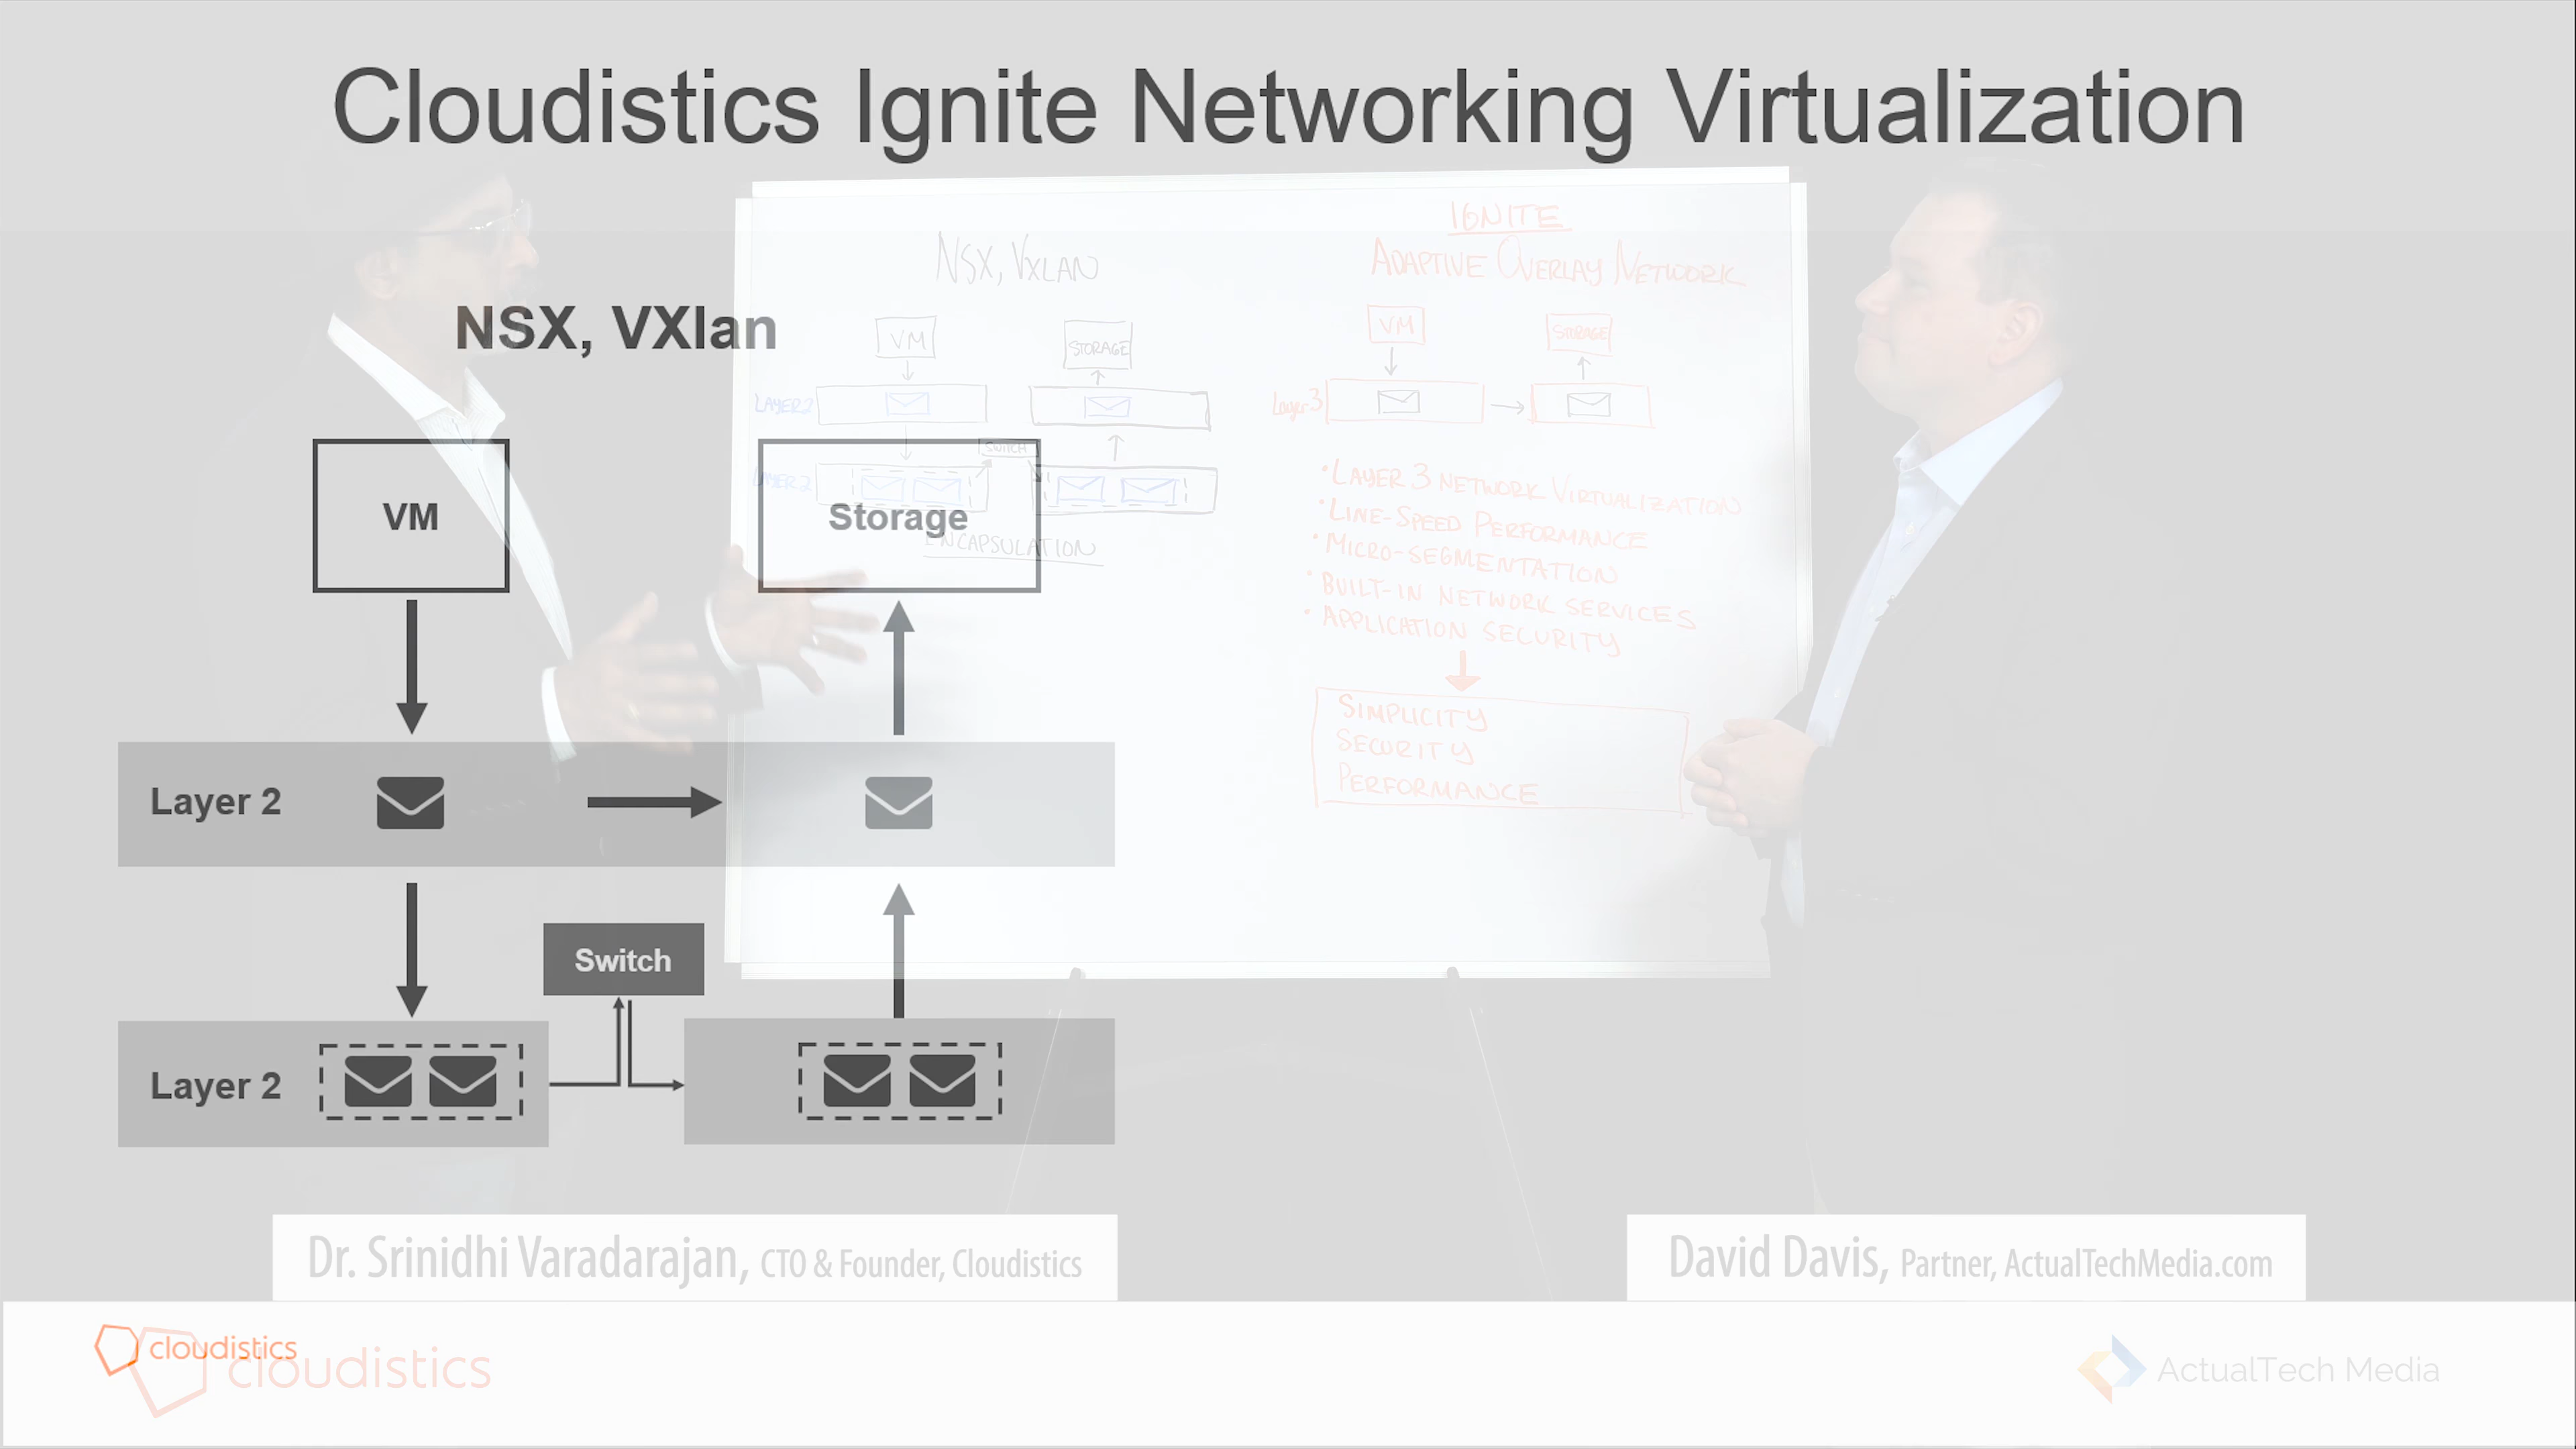 Cloudistics Ignite Networking Virtualization
NSX, VXlan
VM
Storage
Layer 2
Switch
Layer 2
NSX, VXLAN
VM
STORAGE
LAYER 2
SWITCH
LAYER 2
ENCAPSULATION
IGNITE
ADAPTIVE OVERLAY NETWORK
VM
STORAGE
Layer 3
• LAYER 3 NETWORK VIRTUALIZATION
• LINE-SPEED PERFORMANCE
• MICRO-SEGMENTATION
• BUILT-IN NETWORK SERVICES
• APPLICATION SECURITY
SIMPLICITY
SECURITY
PERFORMANCE
Dr. Srinidhi Varadarajan, CTO & Founder, Cloudistics
David Davis, Partner, ActualTechMedia.com
cloudistics
cloudistics
ActualTech Media